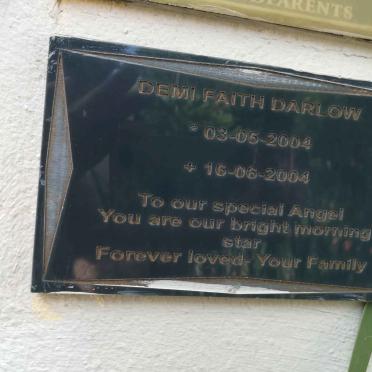 DEMI FAITH DARLOW
* 03-05-2004
+ 16-06-2004
To our special Angel
You are our bright morning
star
Forever loved- Your Family